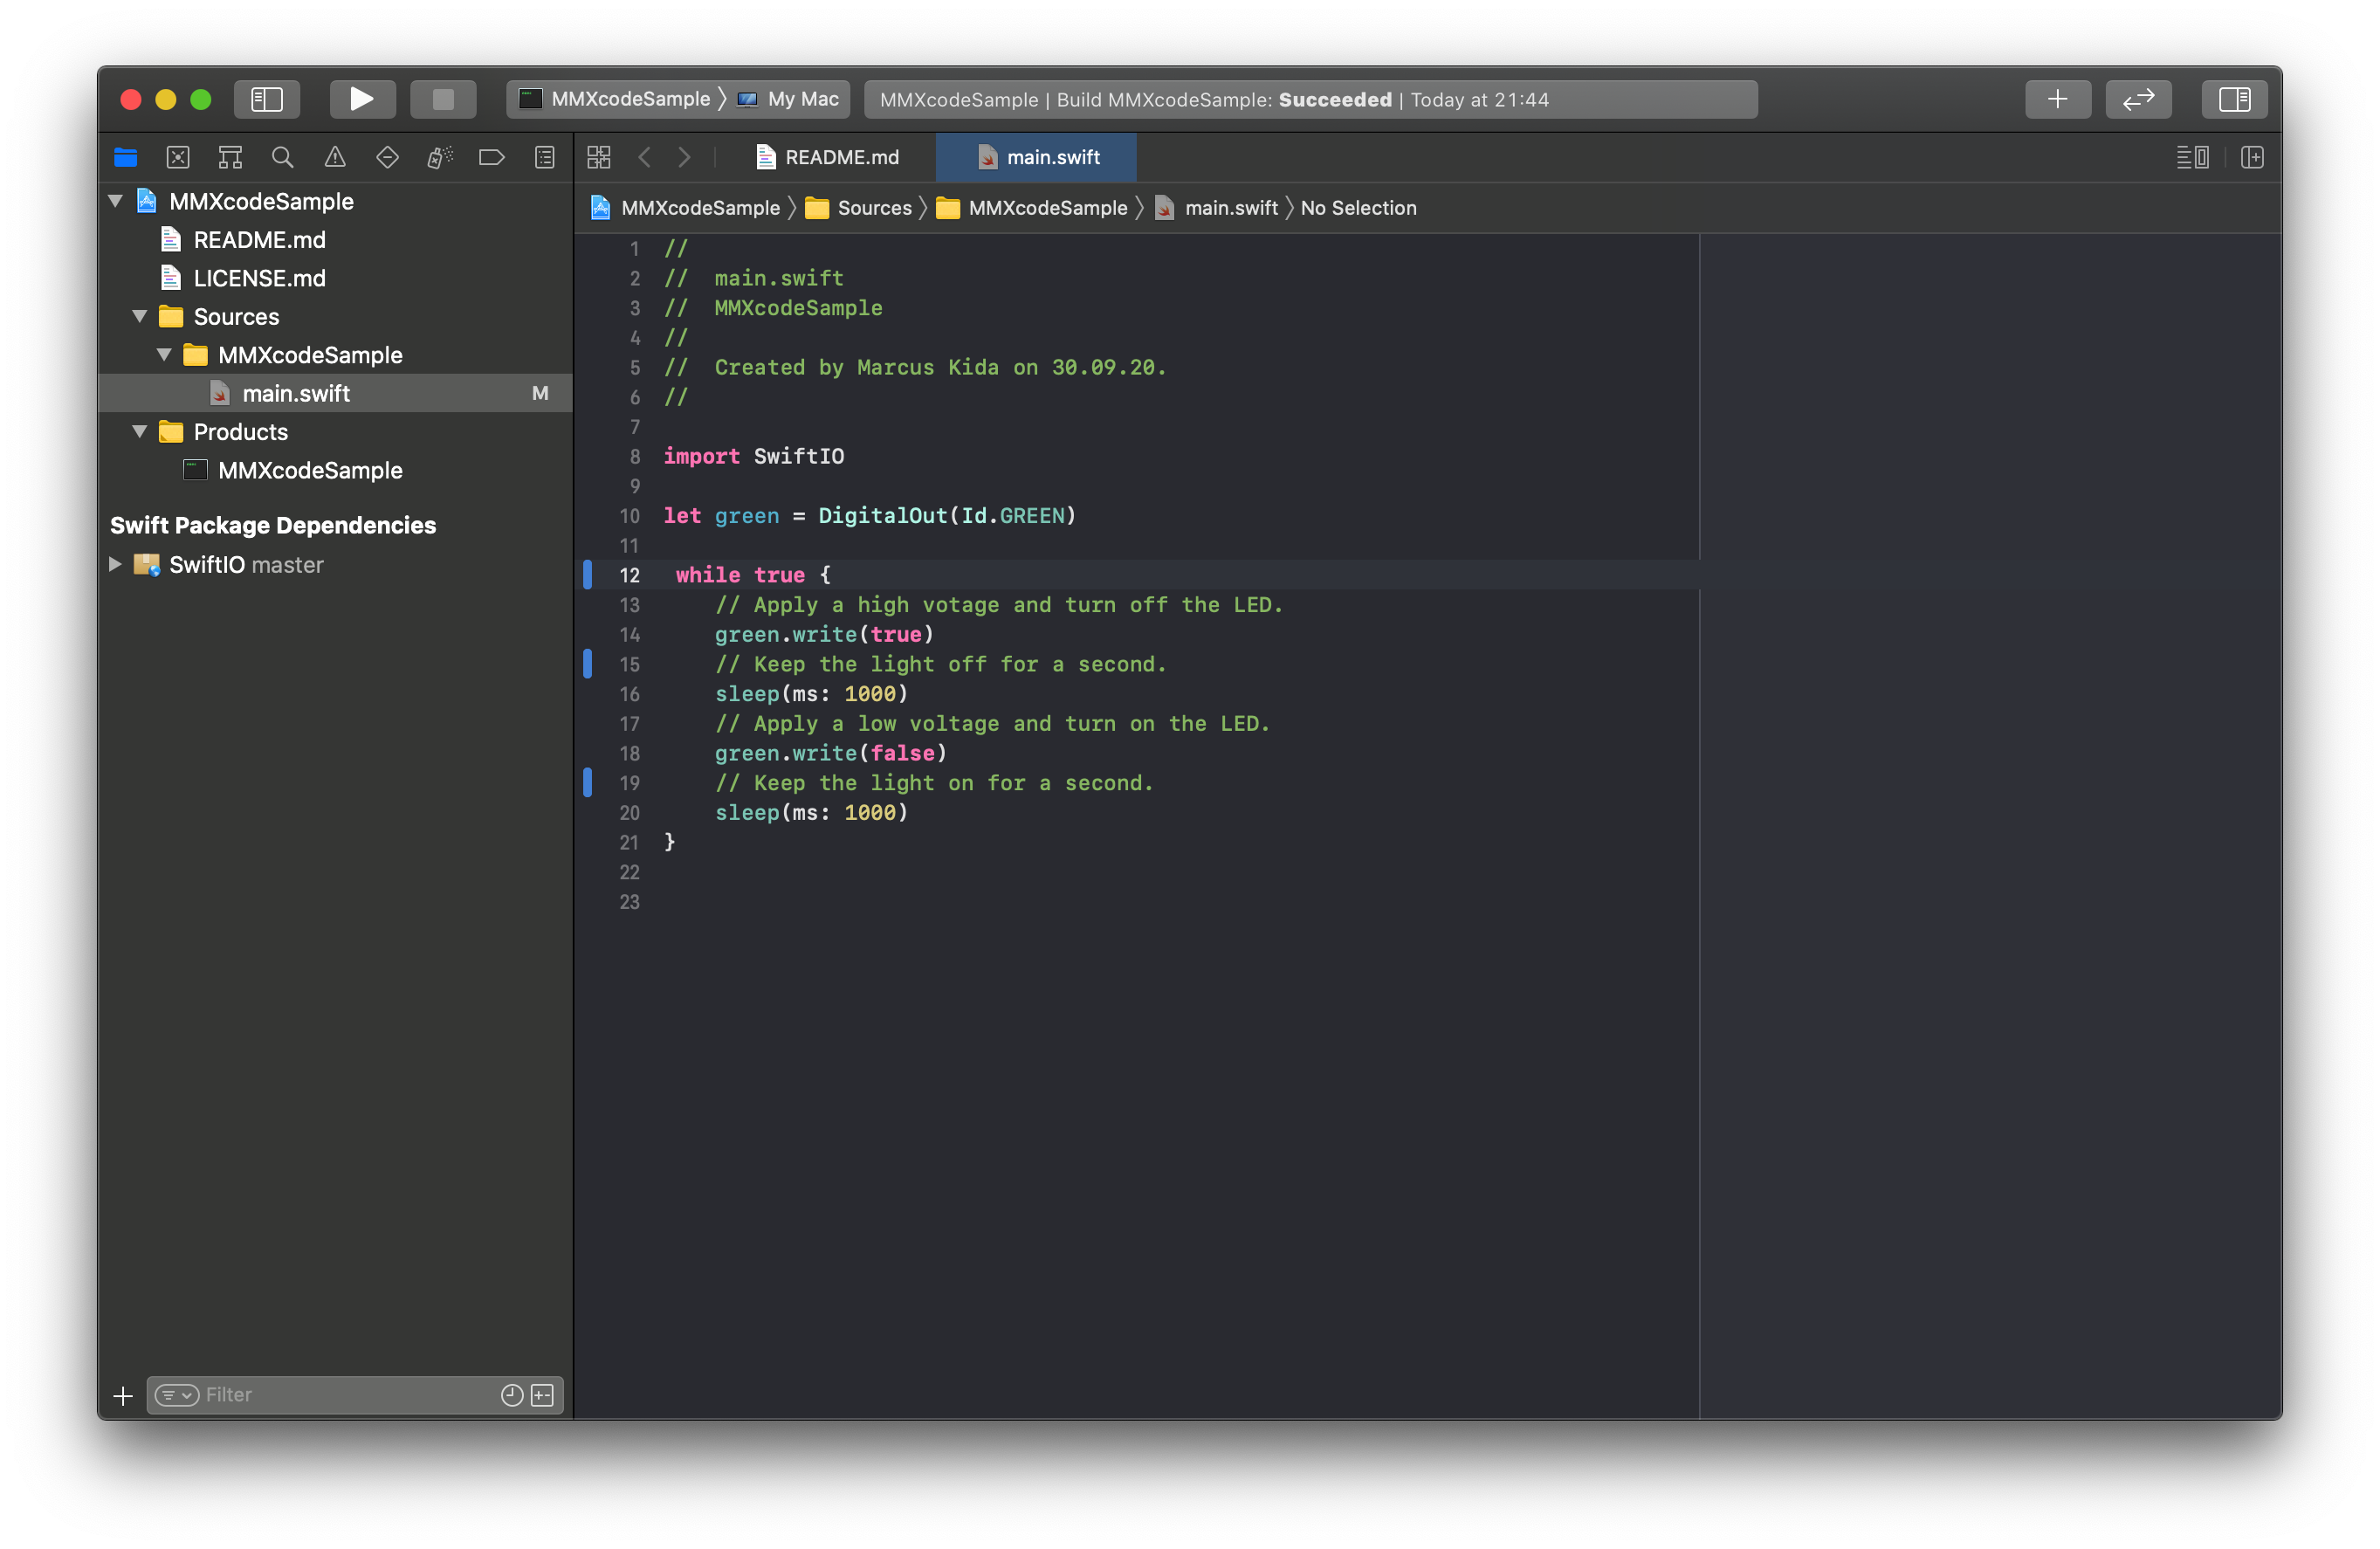 MMXcodeSample 〉 My Mac
MMXcodeSample | Build MMXcodeSample: Succeeded | Today at 21:44
README.md
main.swift
MMXcodeSample 〉 Sources 〉 MMXcodeSample 〉 main.swift 〉 No Selection
MMXcodeSample
README.md
LICENSE.md
Sources
MMXcodeSample
main.swift M
Products
MMXcodeSample
Swift Package Dependencies
SwiftIO master
Filter
1 //
2 //  main.swift
3 //  MMXcodeSample
4 //
5 //  Created by Marcus Kida on 30.09.20.
6 //
7
8 import SwiftIO
9
10 let green = DigitalOut(Id.GREEN)
11
12  while true {
13     // Apply a high votage and turn off the LED.
14     green.write(true)
15     // Keep the light off for a second.
16     sleep(ms: 1000)
17     // Apply a low voltage and turn on the LED.
18     green.write(false)
19     // Keep the light on for a second.
20     sleep(ms: 1000)
21 }
22
23